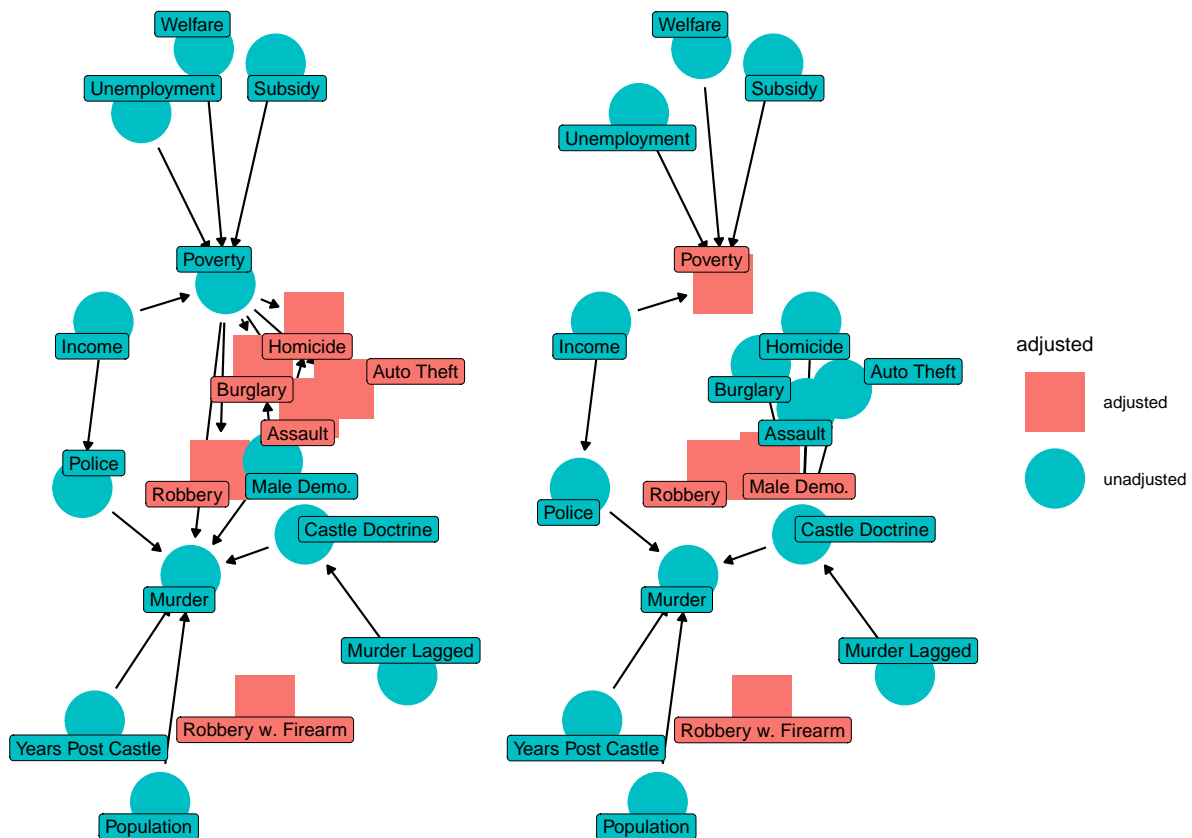 Welfare
Unemployment
Subsidy
Poverty
Income
Homicide
Auto Theft
Burglary
Assault
Police
Robbery
Male Demo.
Castle Doctrine
Murder
Murder Lagged
Robbery w. Firearm
Years Post Castle
Population
Welfare
Subsidy
Unemployment
Poverty
Income
Homicide
Auto Theft
Burglary
Assault
Robbery
Male Demo.
Police
Castle Doctrine
Murder
Murder Lagged
Robbery w. Firearm
Years Post Castle
Population
adjusted
adjusted
unadjusted